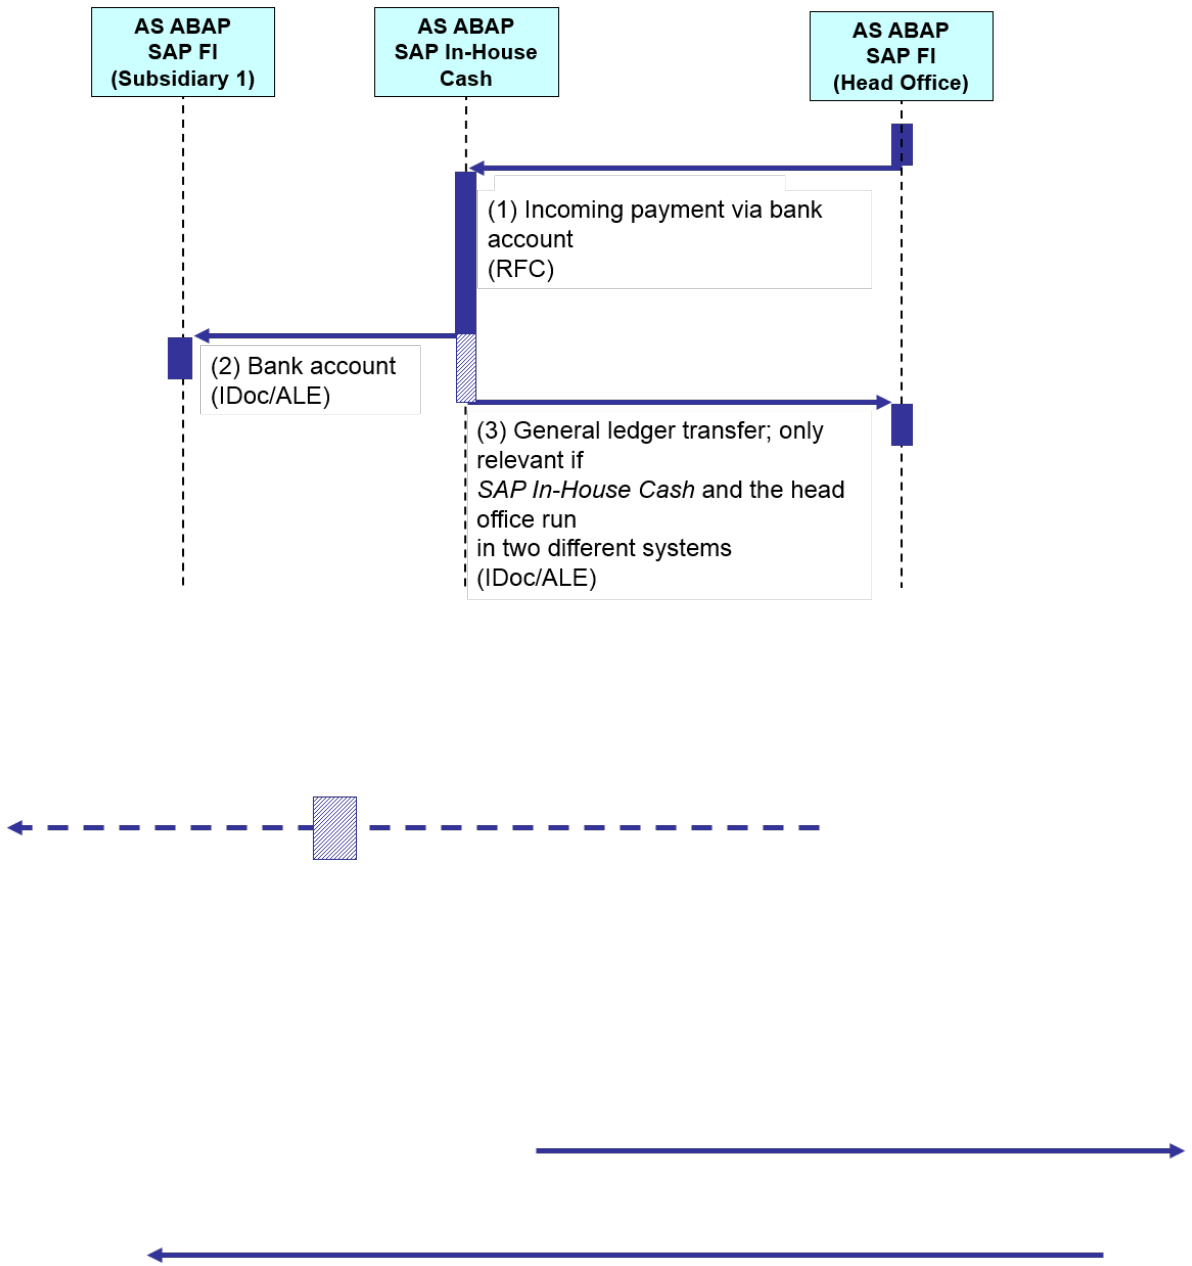 AS ABAP
SAP FI
(Subsidiary 1)
AS ABAP
SAP In-House
Cash
AS ABAP
SAP FI
(Head Office)
(1) Incoming payment via bank
account
(RFC)
(2) Bank account
(IDoc/ALE)
(3) General ledger transfer; only
relevant if
SAP In-House Cash and the head
office run
in two different systems
(IDoc/ALE)